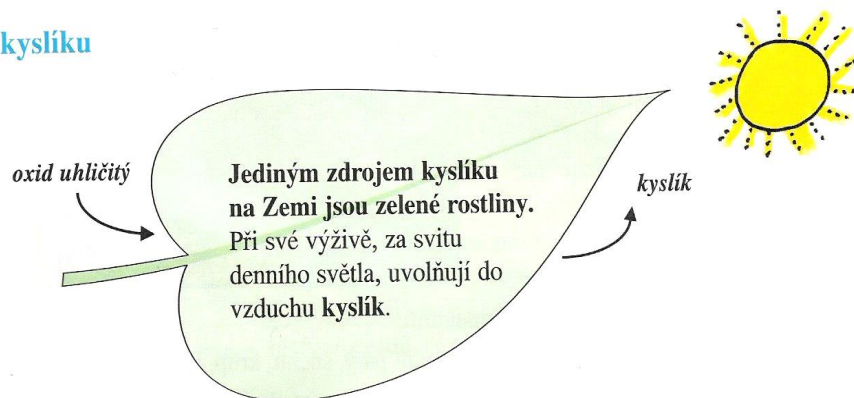 kyslíku
oxid uhličitý
Jediným zdrojem kyslíku
na Zemi jsou zelené rostliny.
Při své výživě, za svitu
denního světla, uvolňují do
vzduchu kyslík.
kyslík